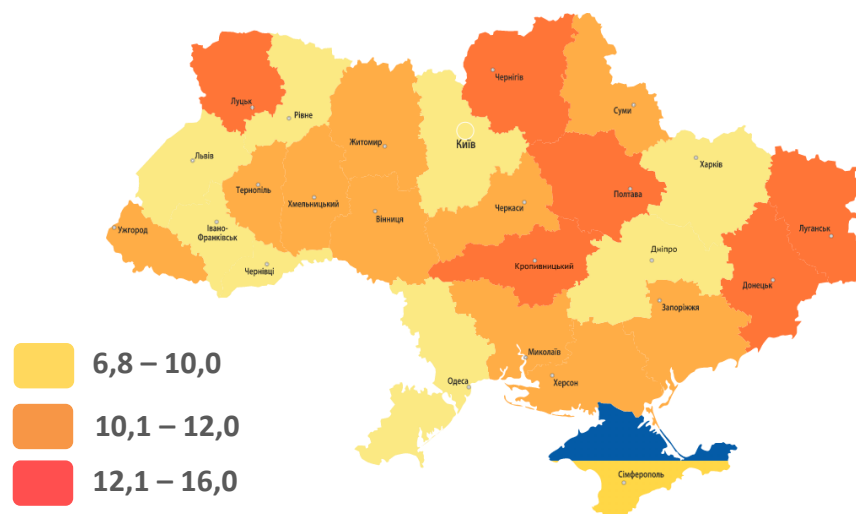 Чернігів
Луцьк
Суми
Рівне
Житомир
Київ
Львів
Харків
Тернопіль
Полтава
Хмельницький
Черкаси
Вінниця
Ужгород
Івано-
Франківськ
Луганськ
Дніпро
Чернівці
Кропивницький
Донецьк
Запоріжжя
Миколаїв
Херсон
Одеса
Сімферополь
6,8 – 10,0
10,1 – 12,0
12,1 – 16,0